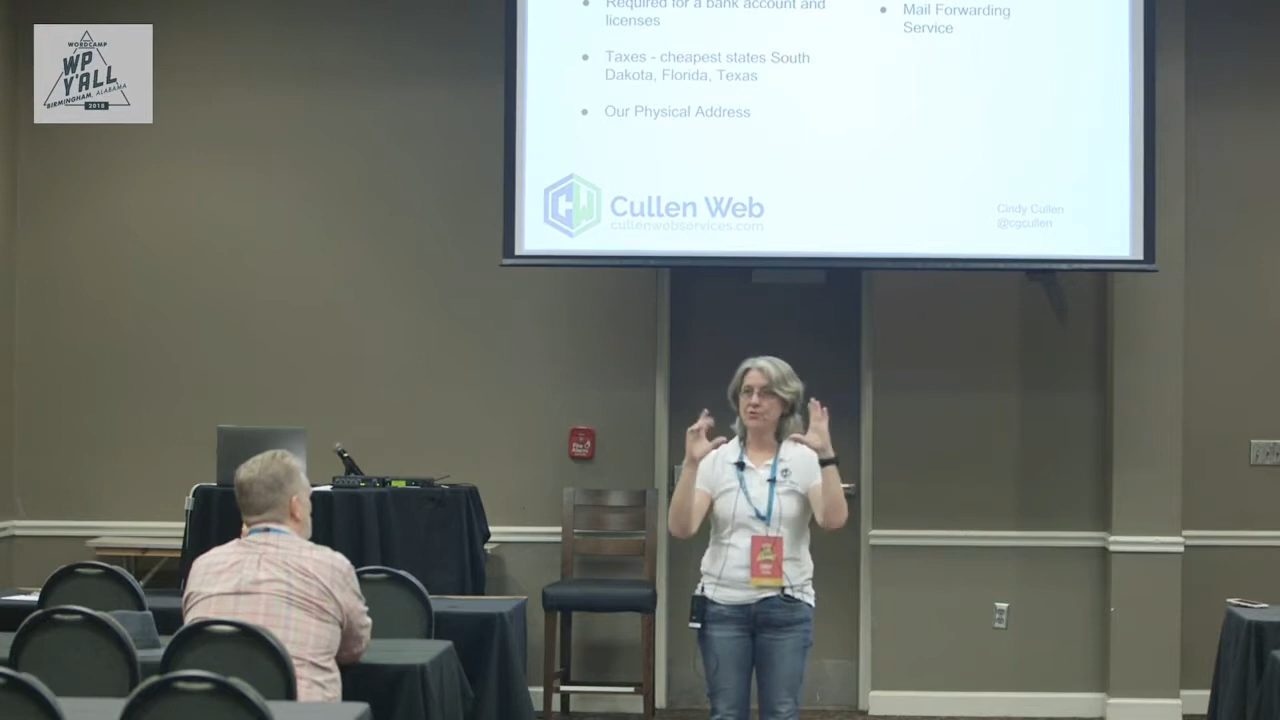 WORDCAMP
WP
Y'ALL
BIRMINGHAM, ALABAMA
2018
Required for a bank account and
licenses
Taxes - cheapest states South
Dakota, Florida, Texas
Our Physical Address
Mail Forwarding
Service
CW
Cullen Web
cullenwebservices.com
Cindy Cullen
@cgcullen